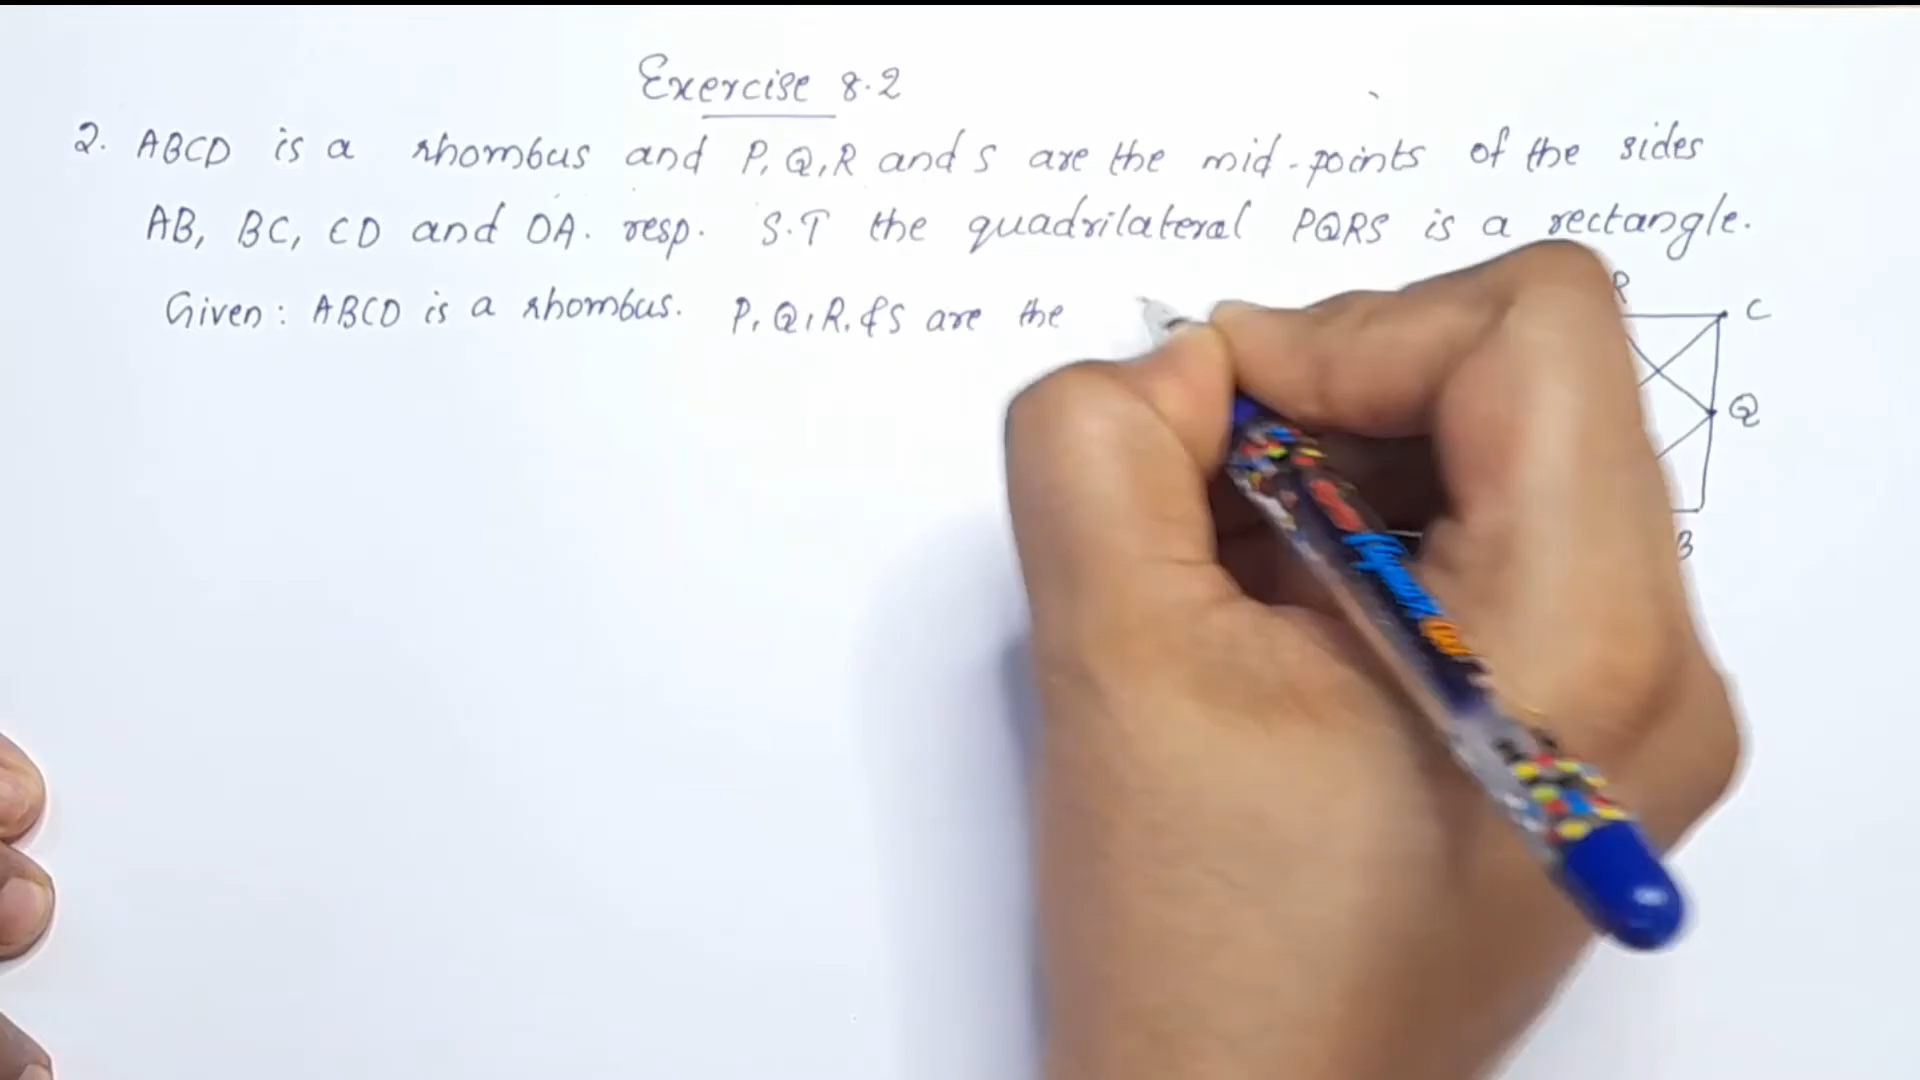 Exercise 8.2
2. ABCD is a rhombus and P, Q, R and S are the mid-points of the sides
AB, BC, CD and DA. resp. S.T the quadrilateral PQRS is a rectangle.
Given: ABCD is a rhombus. P, Q, R, & S are the
R
C
Q
B